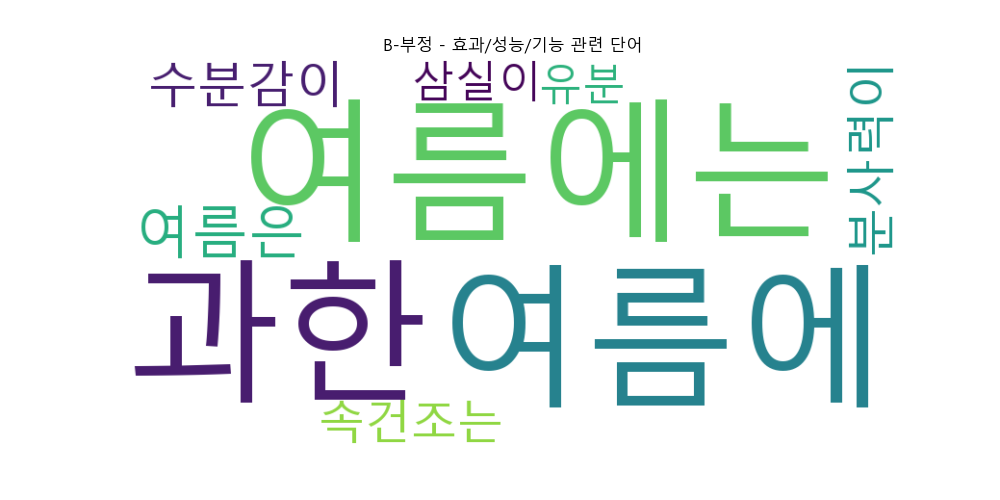 B-부정 - 효과/성능/기능 관련 단어
수분감이
삼실이
유분
분사력이
여름에는
여름은
과한
여름에
속건조는